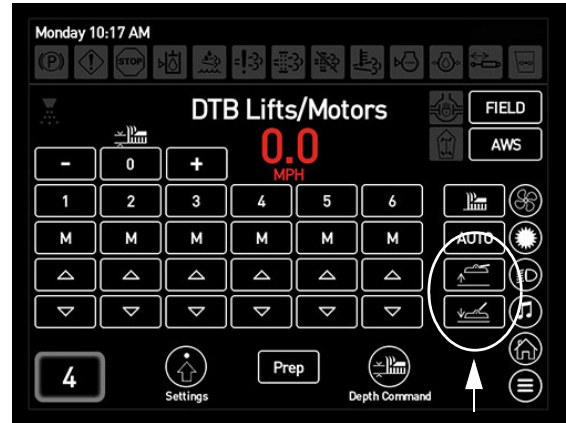 Monday 10:17 AM
(P) STOP
DTB Lifts/Motors
FIELD
0.0
AWS
MPH
- 0 +
1 2 3 4 5 6
M M M M M M AUTO
4
Prep
Settings
Depth Command